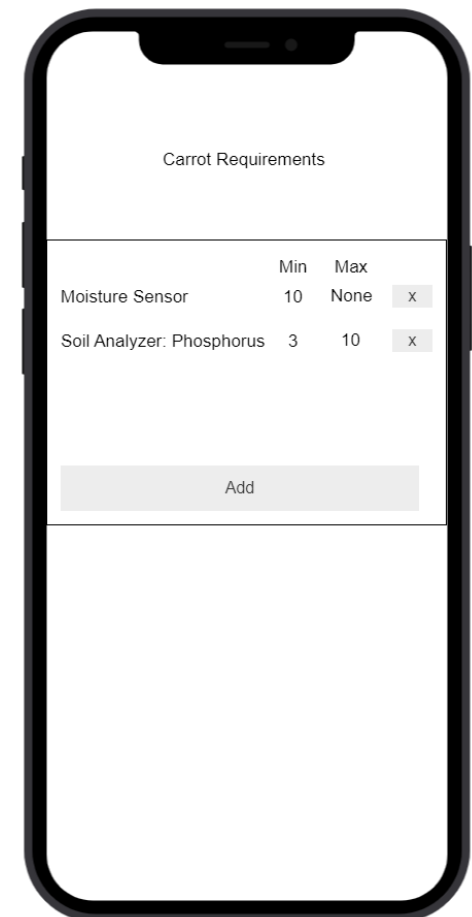 Carrot Requirements
Min Max
Moisture Sensor 10 None x
Soil Analyzer: Phosphorus 3 10 x
Add